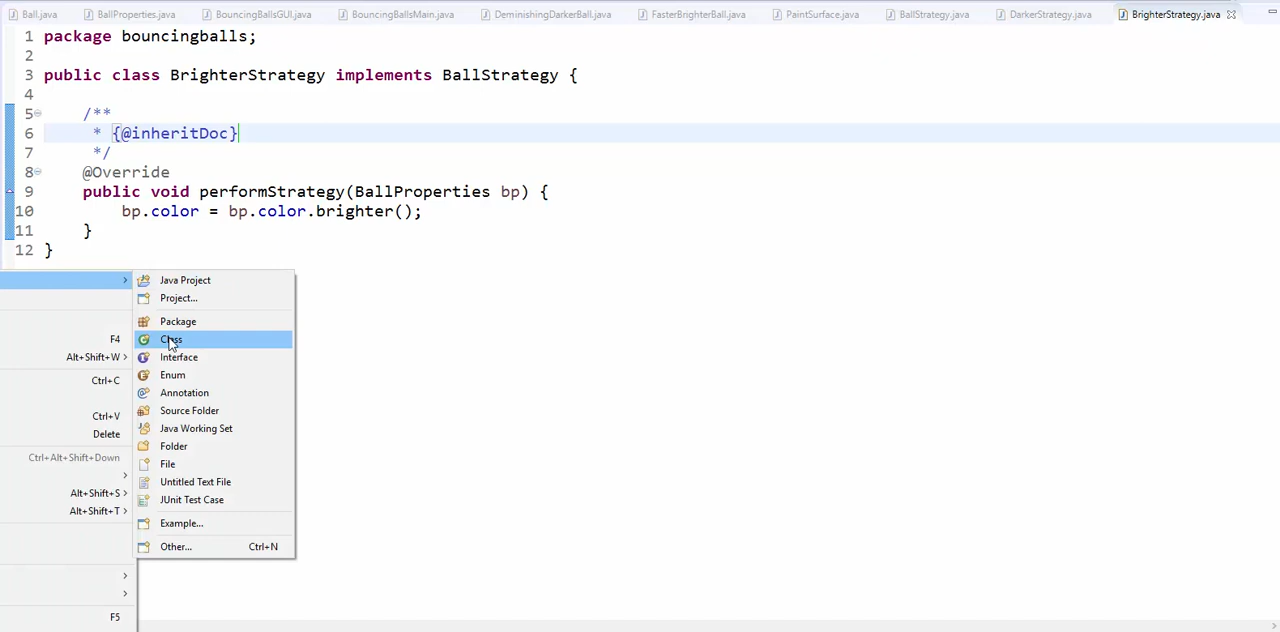 Ball.java BallProperties.java BouncingBallsGUI.java BouncingBallsMain.java DeminishingDarkerBall.java FasterBrighterBall.java PaintSurface.java BallStrategy.java DarkerStrategy.java BrighterStrategy.java
1 package bouncingballs;
2
3 public class BrighterStrategy implements BallStrategy {
4
5 /**
6 * {@inheritDoc}
7 */
8 @Override
9 public void performStrategy(BallProperties bp) {
10 bp.color = bp.color.brighter();
11 }
12 }
Java Project
Project...
Package
F4 Class
Alt+Shift+W Interface
Enum
Ctrl+C
Annotation
Ctrl+V Source Folder
Delete Java Working Set
Folder
Ctrl+Alt+Shift+Down File
Untitled Text File
Alt+Shift+S JUnit Test Case
Alt+Shift+T
Example...
Other... Ctrl+N
F5